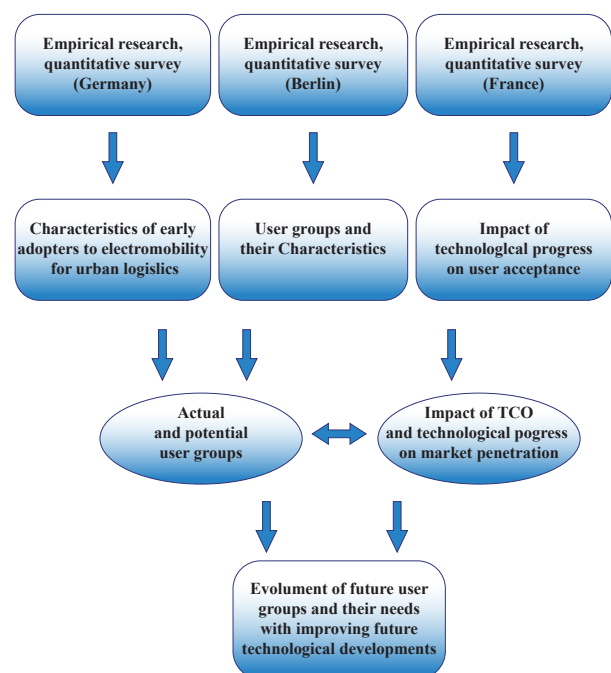 Empirical research,
quantitative survey
(Germany)
Empirical research,
quantitative survey
(Berlin)
Empirical research,
quantitative survey
(France)
Characteristics of early
adopters to electromobility
for urban logislics
User groups and
their Characteristics
Impact of
technologlcal progress
on user acceptance
Actual
and potential
user groups
Impact of TCO
and technological pogress
on market penetration
Evolument of future user
groups and their needs
with improving future
technological developments